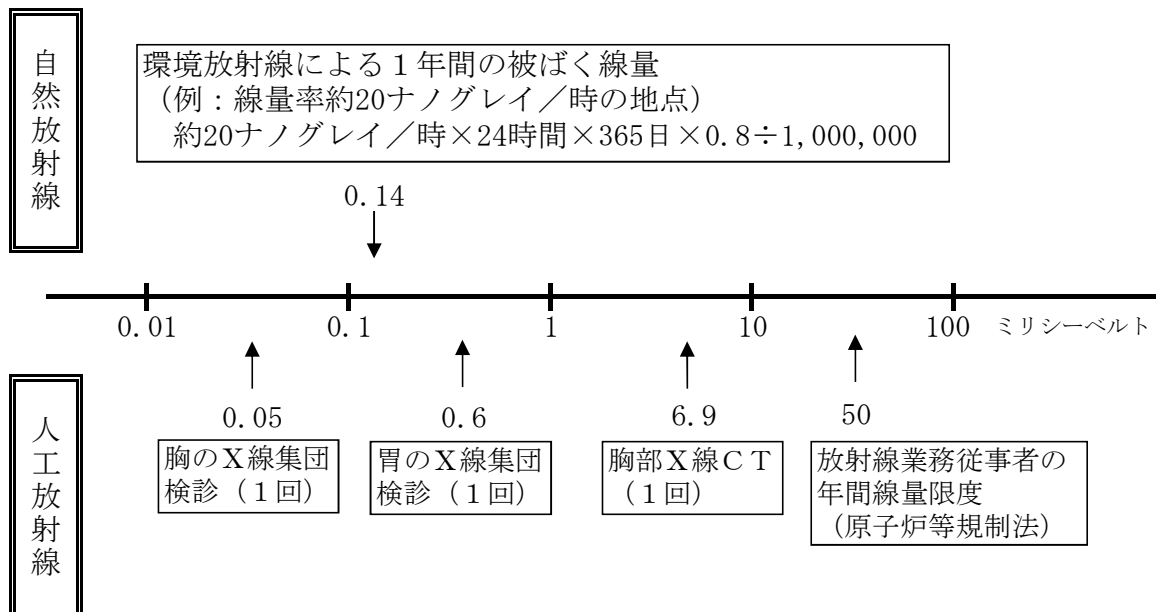 自然放射線
環境放射線による１年間の被ばく線量
（例：線量率約20ナノグレイ／時の地点）
約20ナノグレイ／時×24時間×365日×0.8÷1,000,000
0.14
0.01 0.1 1 10 100 ミリシーベルト
人工放射線
0.05
胸のＸ線集団
検診（１回）
0.6
胃のＸ線集団
検診（１回）
6.9
胸部Ｘ線ＣＴ
（１回）
50
放射線業務従事者の
年間線量限度
（原子炉等規制法）